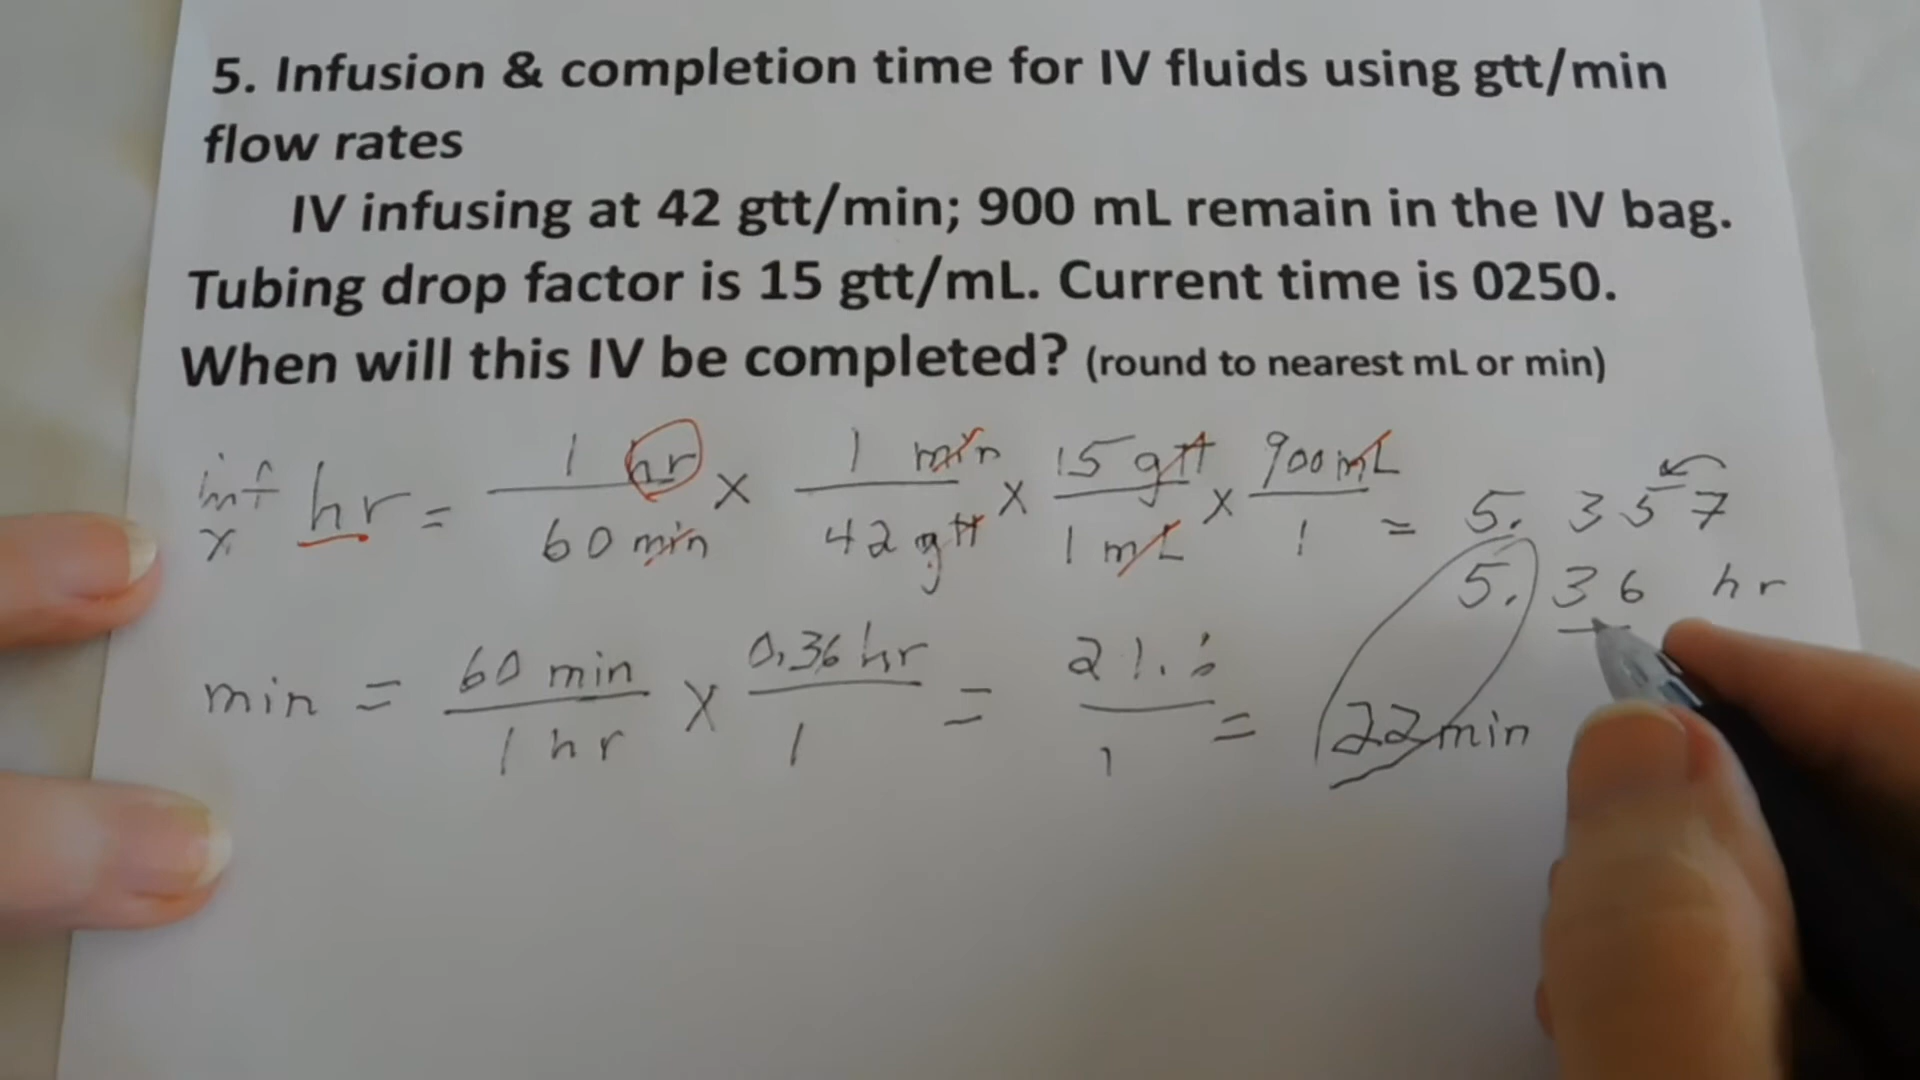 5. Infusion & completion time for IV fluids using gtt/min
flow rates
IV infusing at 42 gtt/min; 900 mL remain in the IV bag.
Tubing drop factor is 15 gtt/mL. Current time is 0250.
When will this IV be completed? (round to nearest mL or min)
inf x hr = 1 hr / 60 min x 1 min / 42 gtt x 15 gtt / 1 mL x 900 mL / 1 = 5.357
5.36 hr
min = 60 min / 1 hr x 0.36 hr / 1 = 21. / 1 = 22 min